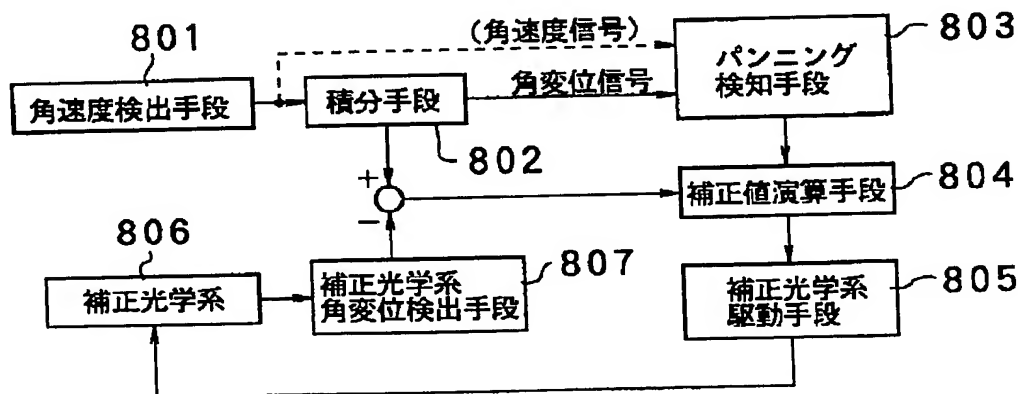 801
角速度検出手段
(角速度信号)
積分手段
802
角変位信号
パンニング
検知手段
803
補正値演算手段
804
+
−
806
補正光学系
補正光学系
角変位検出手段
807
補正光学系
駆動手段
805